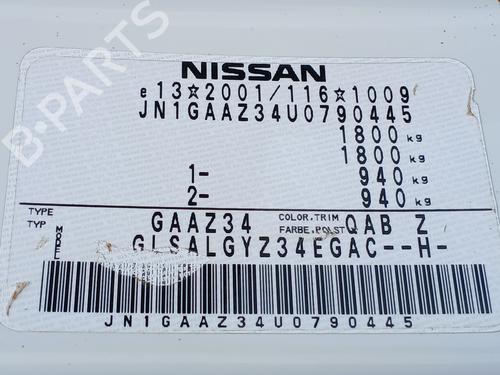 B-PARTS
NISSAN
e13☆2001/116☆1009
JN1GAAZ34U0790445
1800 kg
1800 kg
1- 940 kg
2- 940 kg
TYPE
TYP GAAZ34 COLOR.TRIM FARBE.POLST QAB Z
MODEL GLSALGYZ34EGAC--H-
JN1GAAZ34U0790445